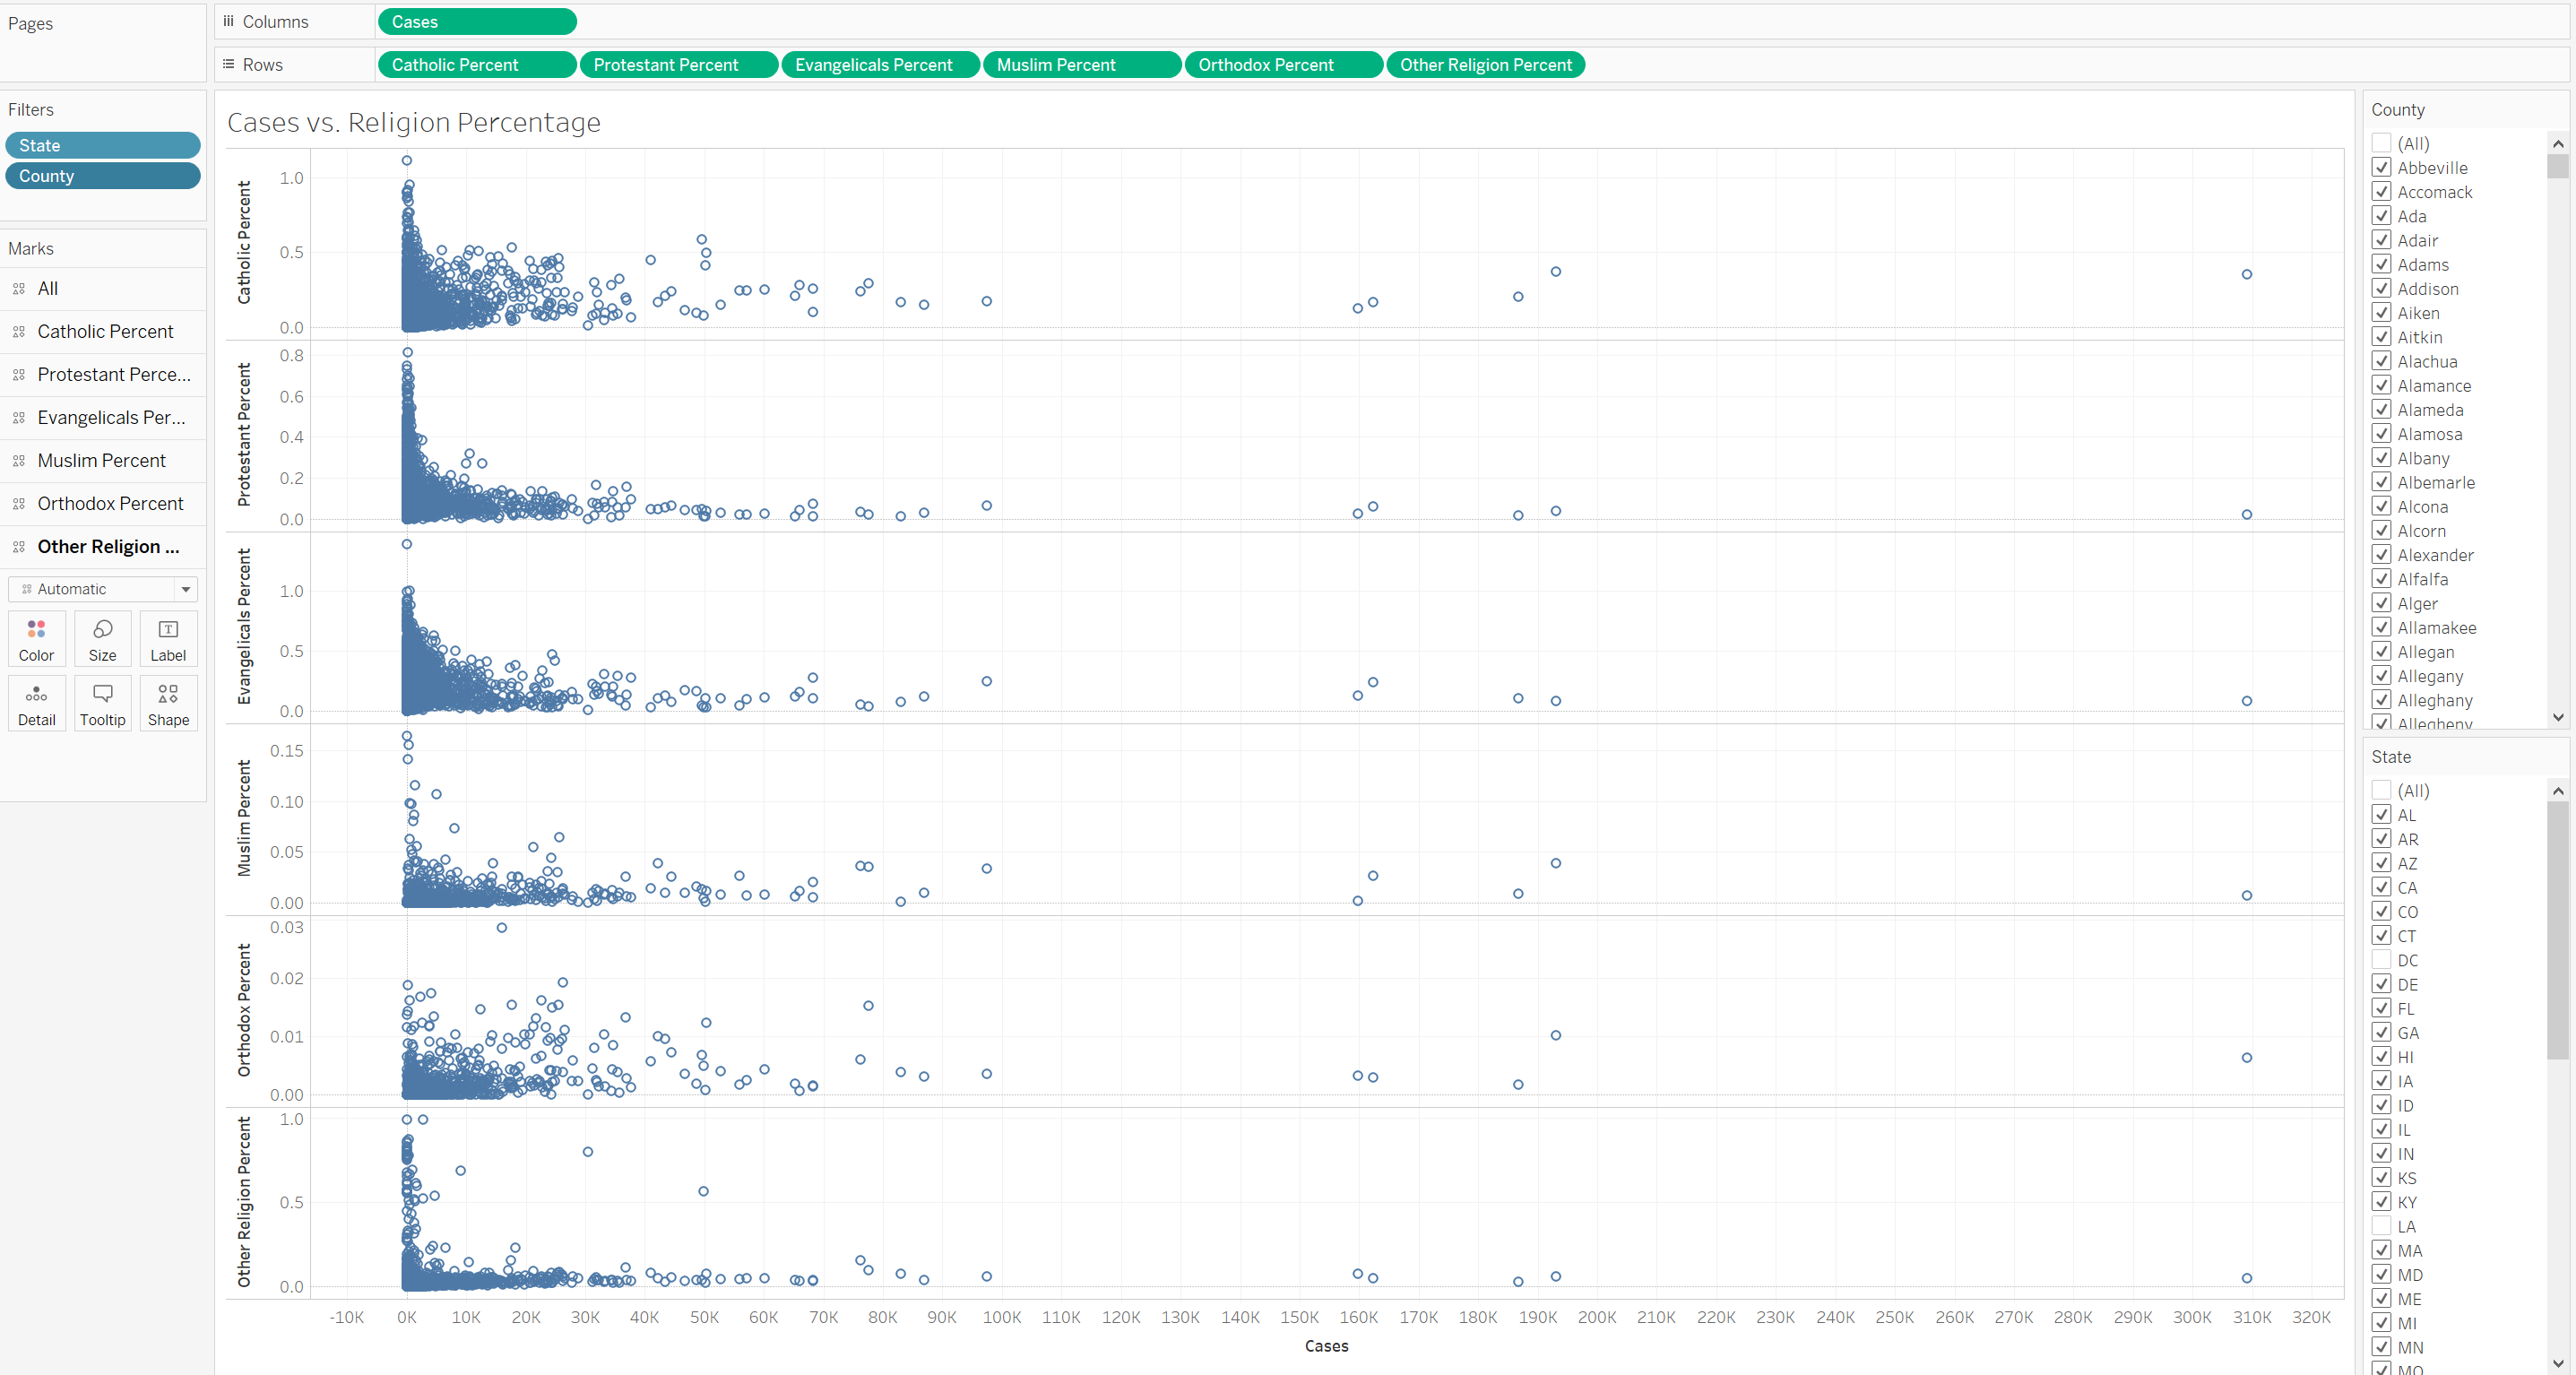 Pages
Columns
Cases
Rows
Catholic Percent
Protestant Percent
Evangelicals Percent
Muslim Percent
Orthodox Percent
Other Religion Percent
Filters
State
County
Marks
All
Catholic Percent
Protestant Perce...
Evangelicals Per...
Muslim Percent
Orthodox Percent
Other Religion ...
Automatic
Color
Size
T
Label
Detail
Tooltip
Shape
Cases vs. Religion Percentage
Catholic Percent
1.0
0.5
0.0
Protestant Percent
0.8
0.6
0.4
0.2
0.0
Evangelicals Percent
1.0
0.5
0.0
Muslim Percent
0.15
0.10
0.05
0.00
Orthodox Percent
0.03
0.02
0.01
0.00
Other Religion Percent
1.0
0.5
0.0
-10K 0K 10K 20K 30K 40K 50K 60K 70K 80K 90K 100K 110K 120K 130K 140K 150K 160K 170K 180K 190K 200K 210K 220K 230K 240K 250K 260K 270K 280K 290K 300K 310K 320K
Cases
County
(All)
Abbeville
Accomack
Ada
Adair
Adams
Addison
Aiken
Aitkin
Alachua
Alamance
Alameda
Alamosa
Albany
Albemarle
Alcona
Alcorn
Alexander
Alfalfa
Alger
Allamakee
Allegan
Allegany
Alleghany
Allegheny
State
(All)
AL
AR
AZ
CA
CO
CT
DC
DE
FL
GA
HI
IA
ID
IL
IN
KS
KY
LA
MA
MD
ME
MI
MN
MO